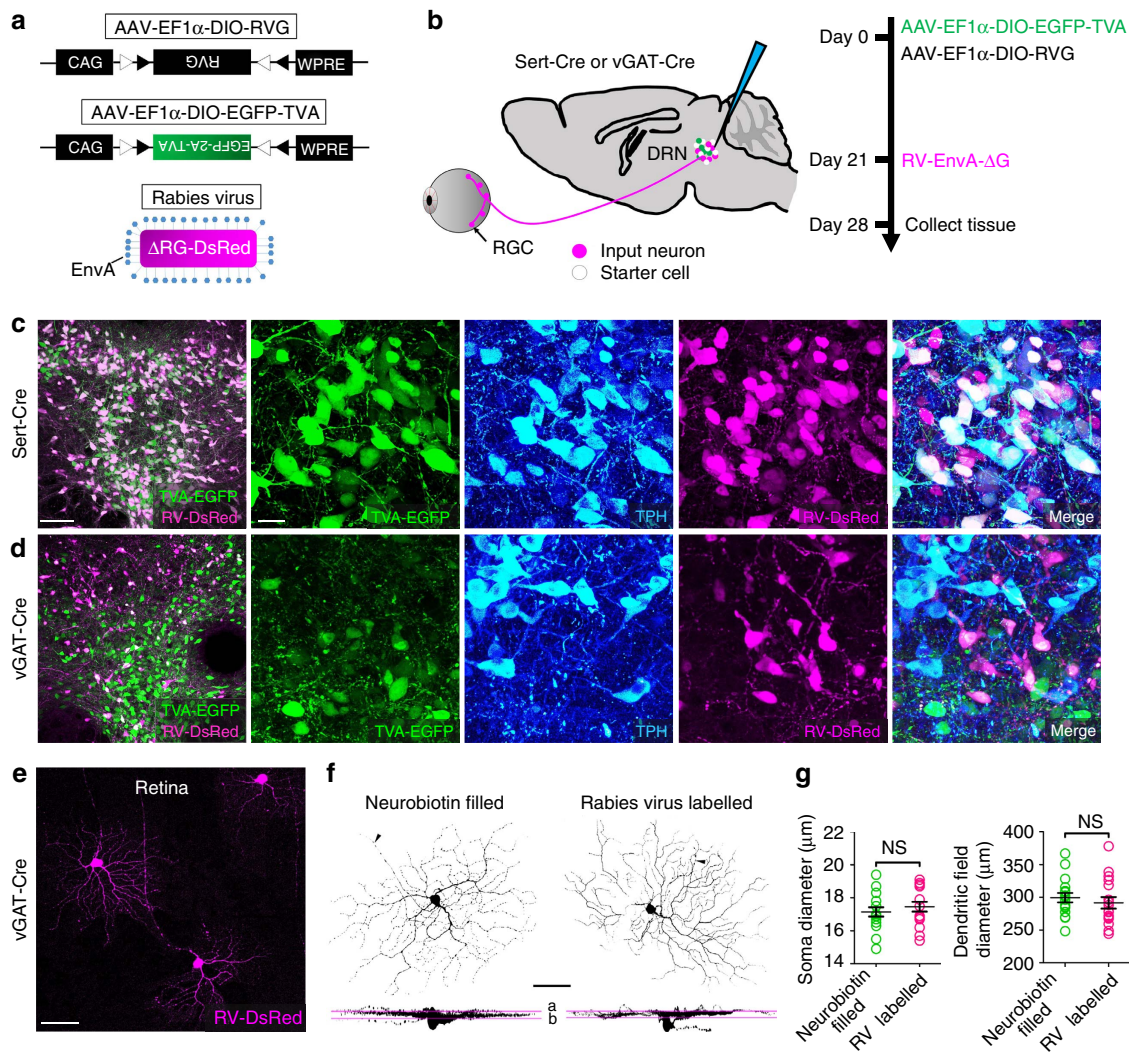 a
AAV-EF1α-DIO-RVG
CAG
RVG
WPRE
AAV-EF1α-DIO-EGFP-TVA
CAG
EGFP-2A-TVA
WPRE
Rabies virus
ΔRG-DsRed
EnvA
b
Sert-Cre or vGAT-Cre
DRN
RGC
Input neuron
Starter cell
Day 0
AAV-EF1α-DIO-EGFP-TVA
AAV-EF1α-DIO-RVG
Day 21
RV-EnvA-ΔG
Day 28
Collect tissue
c
Sert-Cre
TVA-EGFP
RV-DsRed
TVA-EGFP
TPH
RV-DsRed
Merge
d
vGAT-Cre
TVA-EGFP
RV-DsRed
TVA-EGFP
TPH
RV-DsRed
Merge
e
vGAT-Cre
Retina
RV-DsRed
f
Neurobiotin filled
Rabies virus labelled
a
b
g
Soma diameter (μm)
22
20
18
16
14
NS
Neurobiotin
filled
RV labelled
Dendritic field
diameter (μm)
400
350
300
250
200
NS
Neurobiotin
filled
RV labelled